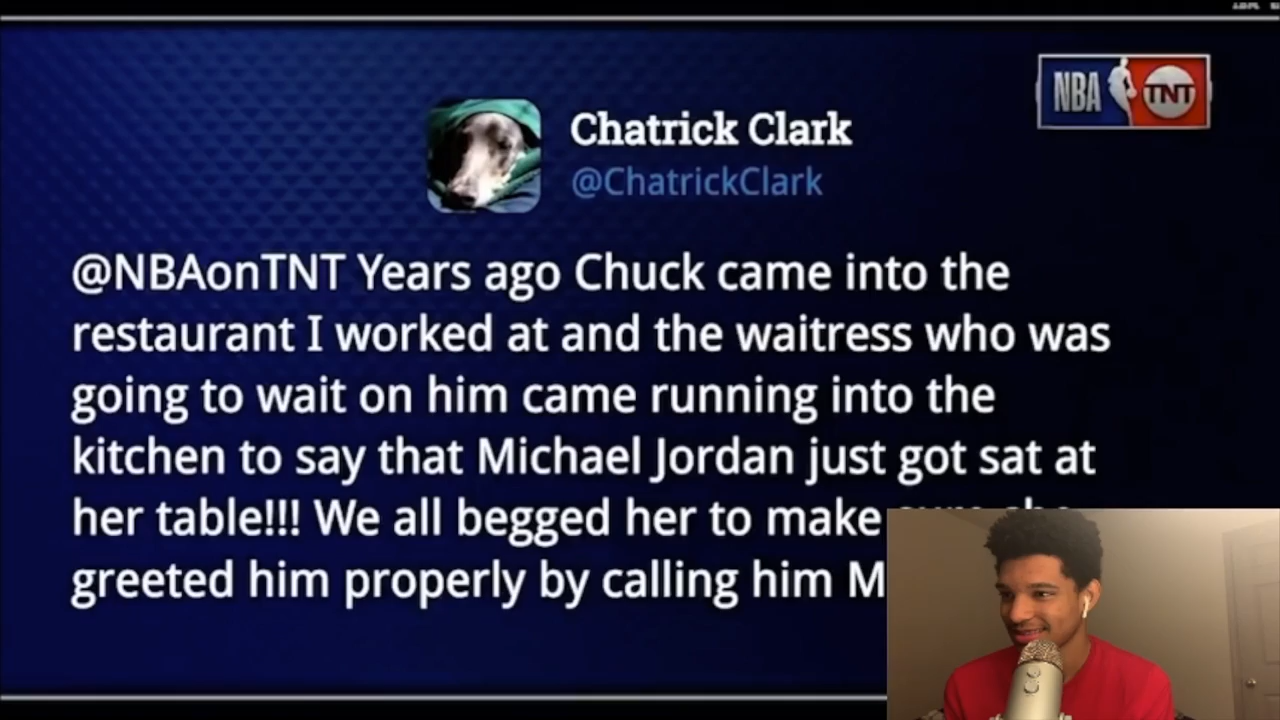 NBA TNT
Chatrick Clark
@ChatrickClark
@NBAonTNT Years ago Chuck came into the
restaurant I worked at and the waitress who was
going to wait on him came running into the
kitchen to say that Michael Jordan just got sat at
her table!!! We all begged her to make sure she
greeted him properly by calling him M